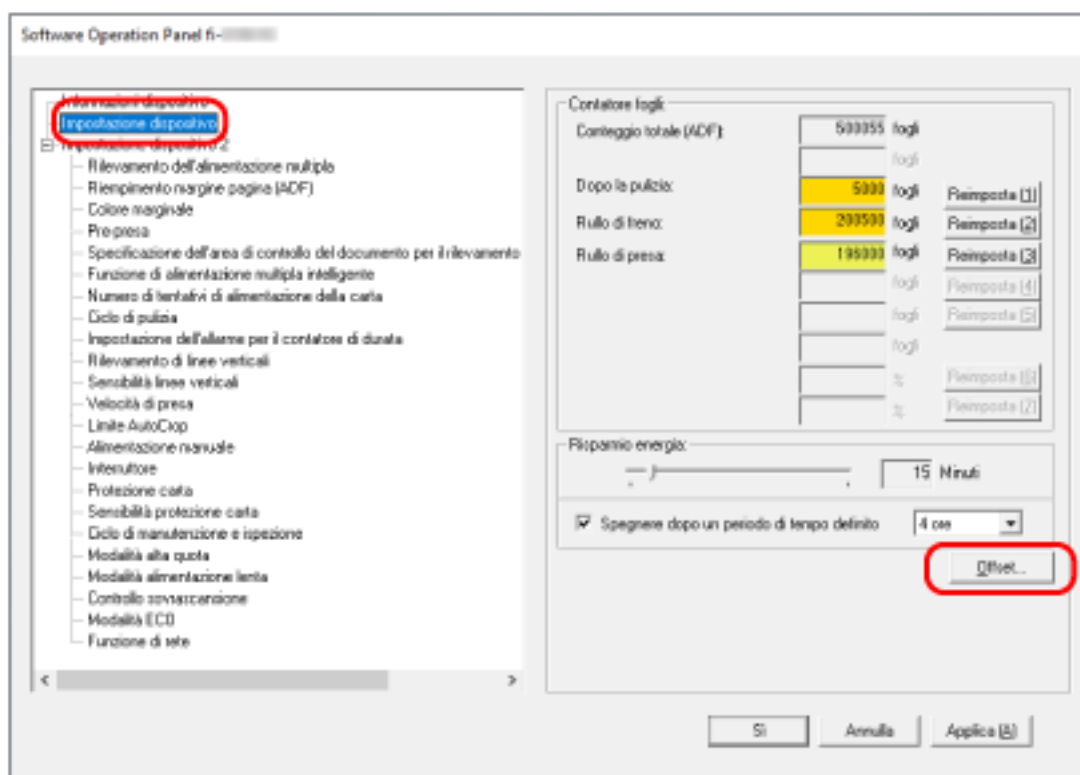 Software Operation Panel fi-
Informazioni dispositivo
Impostazione dispositivo
Impostazione dispositivo 2
Rilevamento dell'alimentazione multipla
Riempimento margine pagina (ADF)
Colore marginale
Pre-presa
Specificazione dell'area di controllo del documento per il rilevamento
Funzione di alimentazione multipla intelligente
Numero di tentativi di alimentazione della carta
Ciclo di pulizia
Impostazione dell'allarme per il contatore di durata
Rilevamento di linee verticali
Sensibilità linee verticali
Velocità di presa
Limite AutoCrop
Alimentazione manuale
Interruttore
Protezione carta
Sensibilità protezione carta
Ciclo di manutenzione e ispezione
Modalità alta quota
Modalità alimentazione lenta
Controllo sovrascansione
Modalità ECO
Funzione di rete
Contatore fogli
Conteggio totale (ADF): 500055 fogli
fogli
Dopo la pulizia: 5000 fogli Reimposta (1)
Rullo di freno: 200500 fogli Reimposta (2)
Rullo di presa: 196000 fogli Reimposta (3)
fogli Reimposta (4)
fogli Reimposta (5)
fogli
% Reimposta (6)
% Reimposta (7)
Risparmio energia:
15 Minuti
Spegnere dopo un periodo di tempo definito 4 ore
Offset...
Sì Annulla Applica (A)